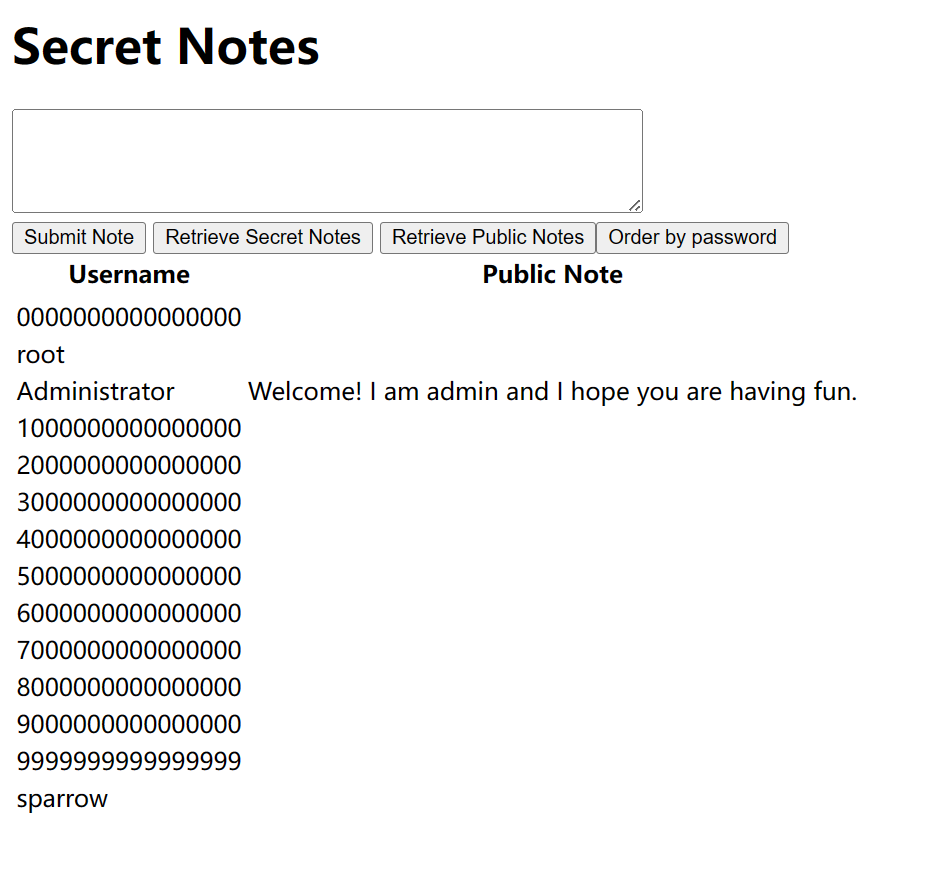 Secret Notes
Submit Note Retrieve Secret Notes Retrieve Public Notes Order by password
Username Public Note
0000000000000000
root
Administrator Welcome! I am admin and I hope you are having fun.
1000000000000000
2000000000000000
3000000000000000
4000000000000000
5000000000000000
6000000000000000
7000000000000000
8000000000000000
9000000000000000
9999999999999999
sparrow